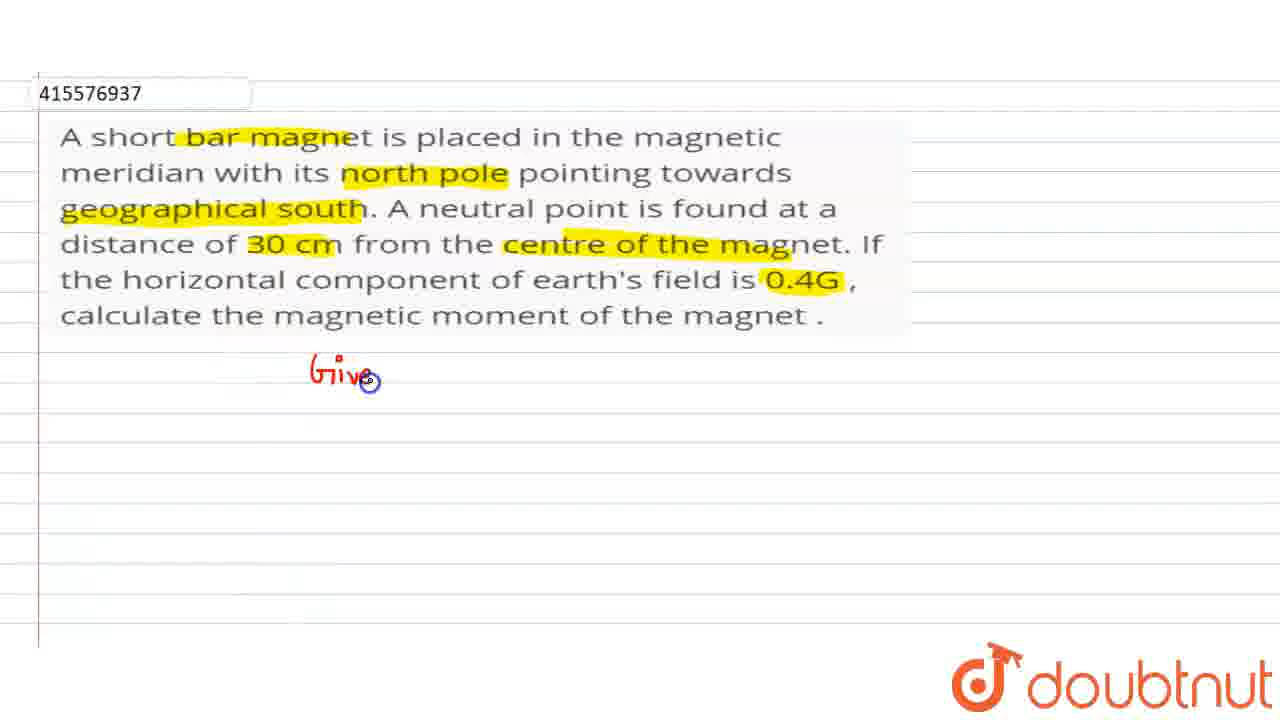 415576937
A short bar magnet is placed in the magnetic
meridian with its north pole pointing towards
geographical south. A neutral point is found at a
distance of 30 cm from the centre of the magnet. If
the horizontal component of earth's field is 0.4G ,
calculate the magnetic moment of the magnet .
Give
doubtnut